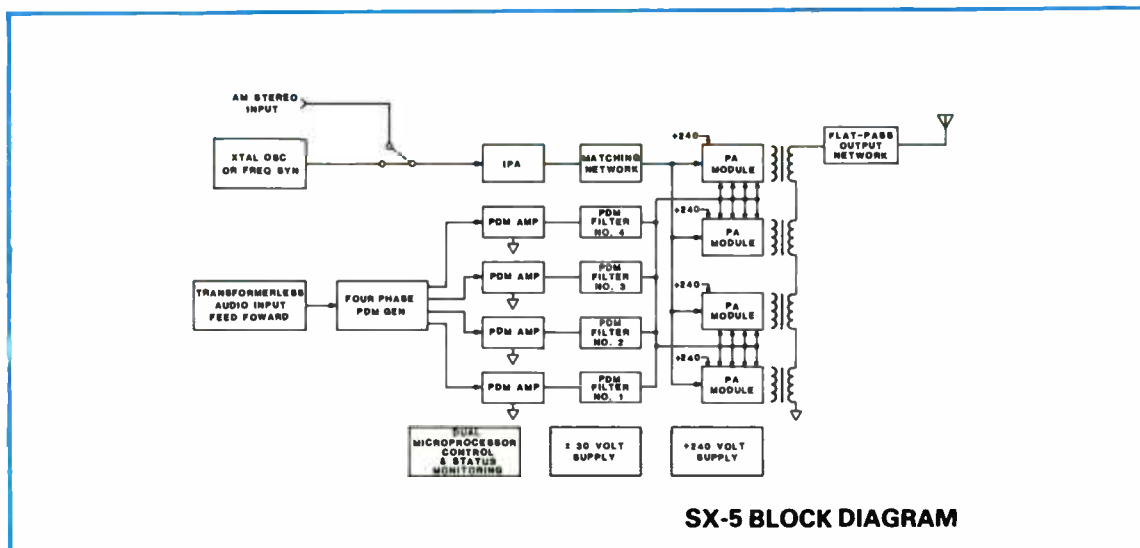 AM STEREO
INPUT
XTAL OSC
OR FREQ SYN
IPA
MATCHING
NETWORK
+240
PA
MODULE
FLAT-PASS
OUTPUT
NETWORK
PDM AMP
PDM
FILTER
NO. 4
+240
PA
MODULE
TRANSFORMERLESS
AUDIO INPUT
FEED FOWARD
FOUR PHASE
PDM GEN
PDM AMP
PDM
FILTER
NO. 3
+240
PA
MODULE
PDM AMP
PDM
FILTER
NO. 2
+240
PA
MODULE
PDM AMP
PDM
FILTER
NO. 1
DUAL
MICROPROCESSOR
CONTROL
& STATUS
MONITORING
± 30 VOLT
SUPPLY
+240 VOLT
SUPPLY
SX-5 BLOCK DIAGRAM